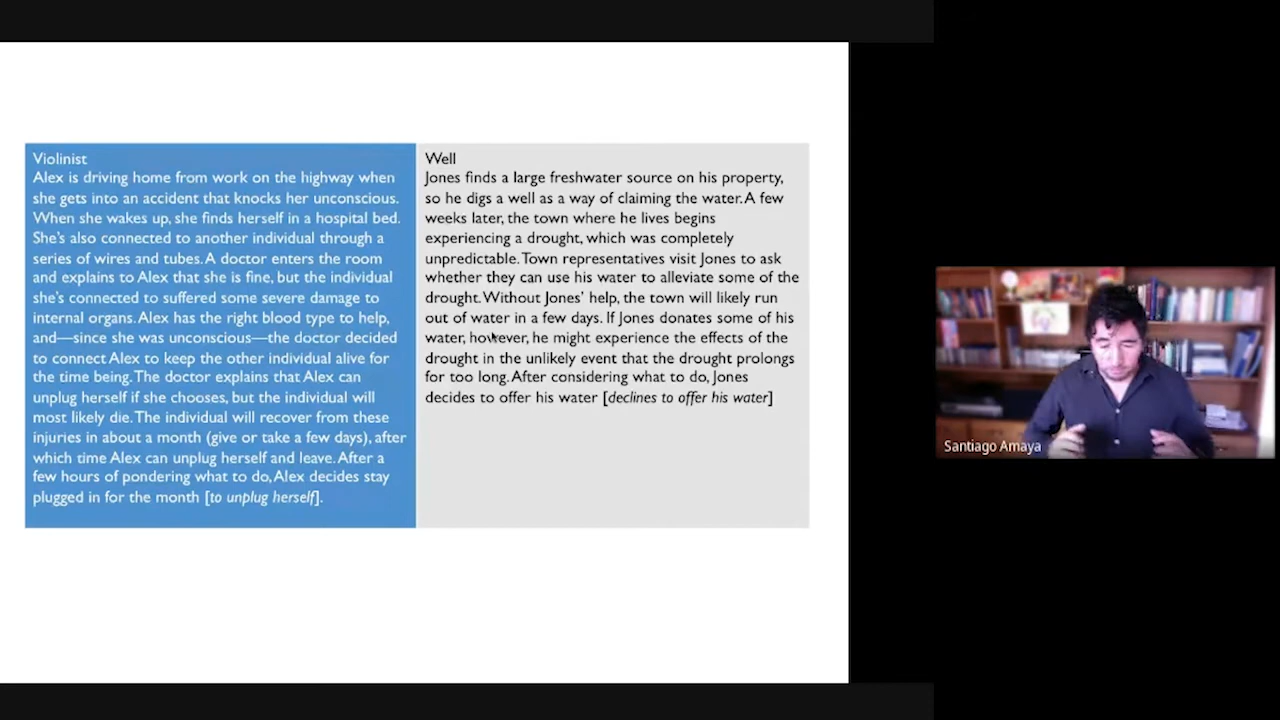 Violinist
Alex is driving home from work on the highway when
she gets into an accident that knocks her unconscious.
When she wakes up, she finds herself in a hospital bed.
She's also connected to another individual through a
series of wires and tubes. A doctor enters the room
and explains to Alex that she is fine, but the individual
she's connected to suffered some severe damage to
internal organs. Alex has the right blood type to help,
and—since she was unconscious—the doctor decided
to connect Alex to keep the other individual alive for
the time being. The doctor explains that Alex can
unplug herself if she chooses, but the individual will
most likely die. The individual will recover from these
injuries in about a month (give or take a few days), after
which time Alex can unplug herself and leave. After a
few hours of pondering what to do, Alex decides stay
plugged in for the month [to unplug herself].
Well
Jones finds a large freshwater source on his property,
so he digs a well as a way of claiming the water. A few
weeks later, the town where he lives begins
experiencing a drought, which was completely
unpredictable. Town representatives visit Jones to ask
whether they can use his water to alleviate some of the
drought. Without Jones' help, the town will likely run
out of water in a few days. If Jones donates some of his
water, however, he might experience the effects of the
drought in the unlikely event that the drought prolongs
for too long. After considering what to do, Jones
decides to offer his water [declines to offer his water]
Santiago Amaya